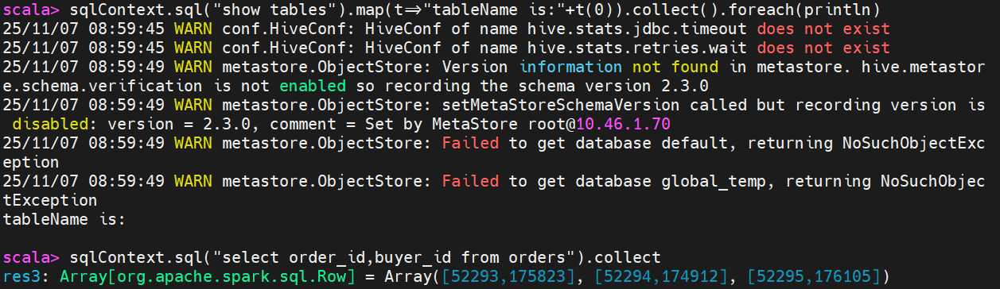 scala> sqlContext.sql("show tables").map(t=>"tableName is:"+t(0)).collect().foreach(println)
25/11/07 08:59:45 WARN conf.HiveConf: HiveConf of name hive.stats.jdbc.timeout does not exist
25/11/07 08:59:45 WARN conf.HiveConf: HiveConf of name hive.stats.retries.wait does not exist
25/11/07 08:59:49 WARN metastore.ObjectStore: Version information not found in metastore. hive.metastor
e.schema.verification is not enabled so recording the schema version 2.3.0
25/11/07 08:59:49 WARN metastore.ObjectStore: setMetaStoreSchemaVersion called but recording version is
 disabled: version = 2.3.0, comment = Set by MetaStore root@10.46.1.70
25/11/07 08:59:49 WARN metastore.ObjectStore: Failed to get database default, returning NoSuchObjectExc
eption
25/11/07 08:59:49 WARN metastore.ObjectStore: Failed to get database global_temp, returning NoSuchObjec
tException
tableName is:
scala> sqlContext.sql("select order_id,buyer_id from orders").collect
res3: Array[org.apache.spark.sql.Row] = Array([52293,175823], [52294,174912], [52295,176105])